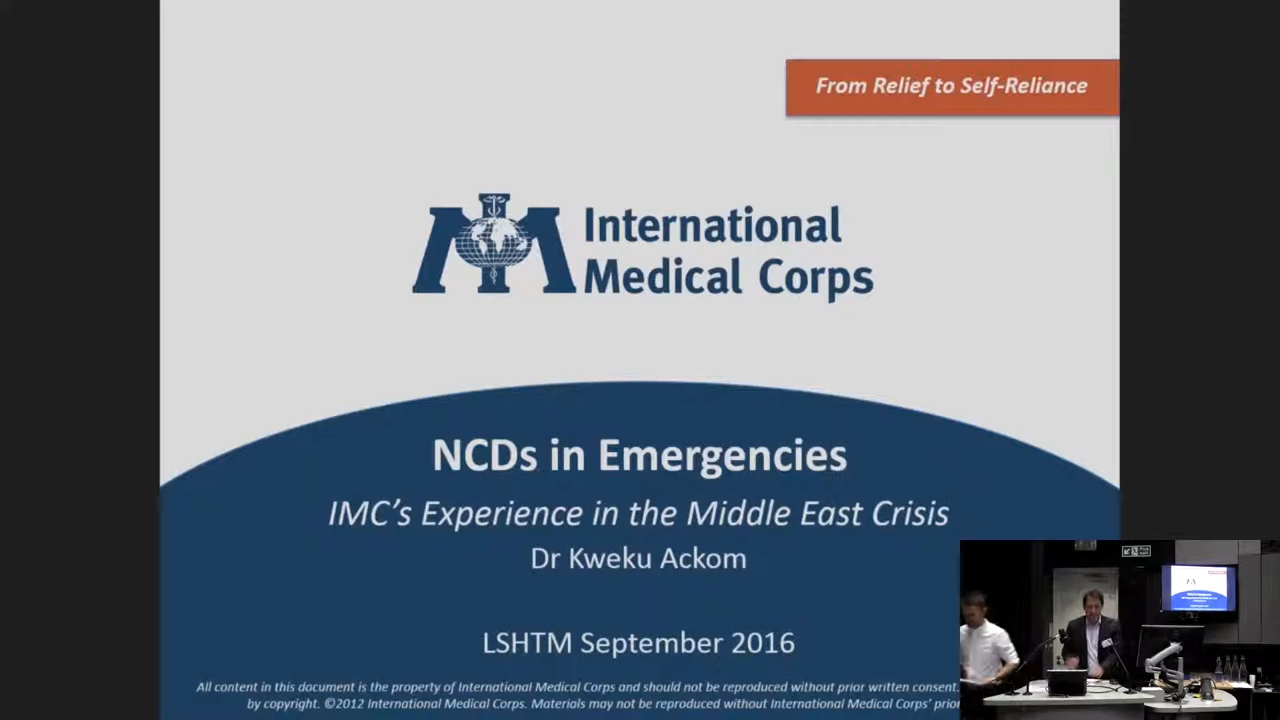 From Relief to Self-Reliance
International
Medical Corps
NCDs in Emergencies
IMC's Experience in the Middle East Crisis
Dr Kweku Ackom
LSHTM September 2016
All content in this document is the property of International Medical Corps and should not be reproduced without prior written consent.
by copyright. ©2012 International Medical Corps. Materials may not be reproduced without International Medical Corps' prior